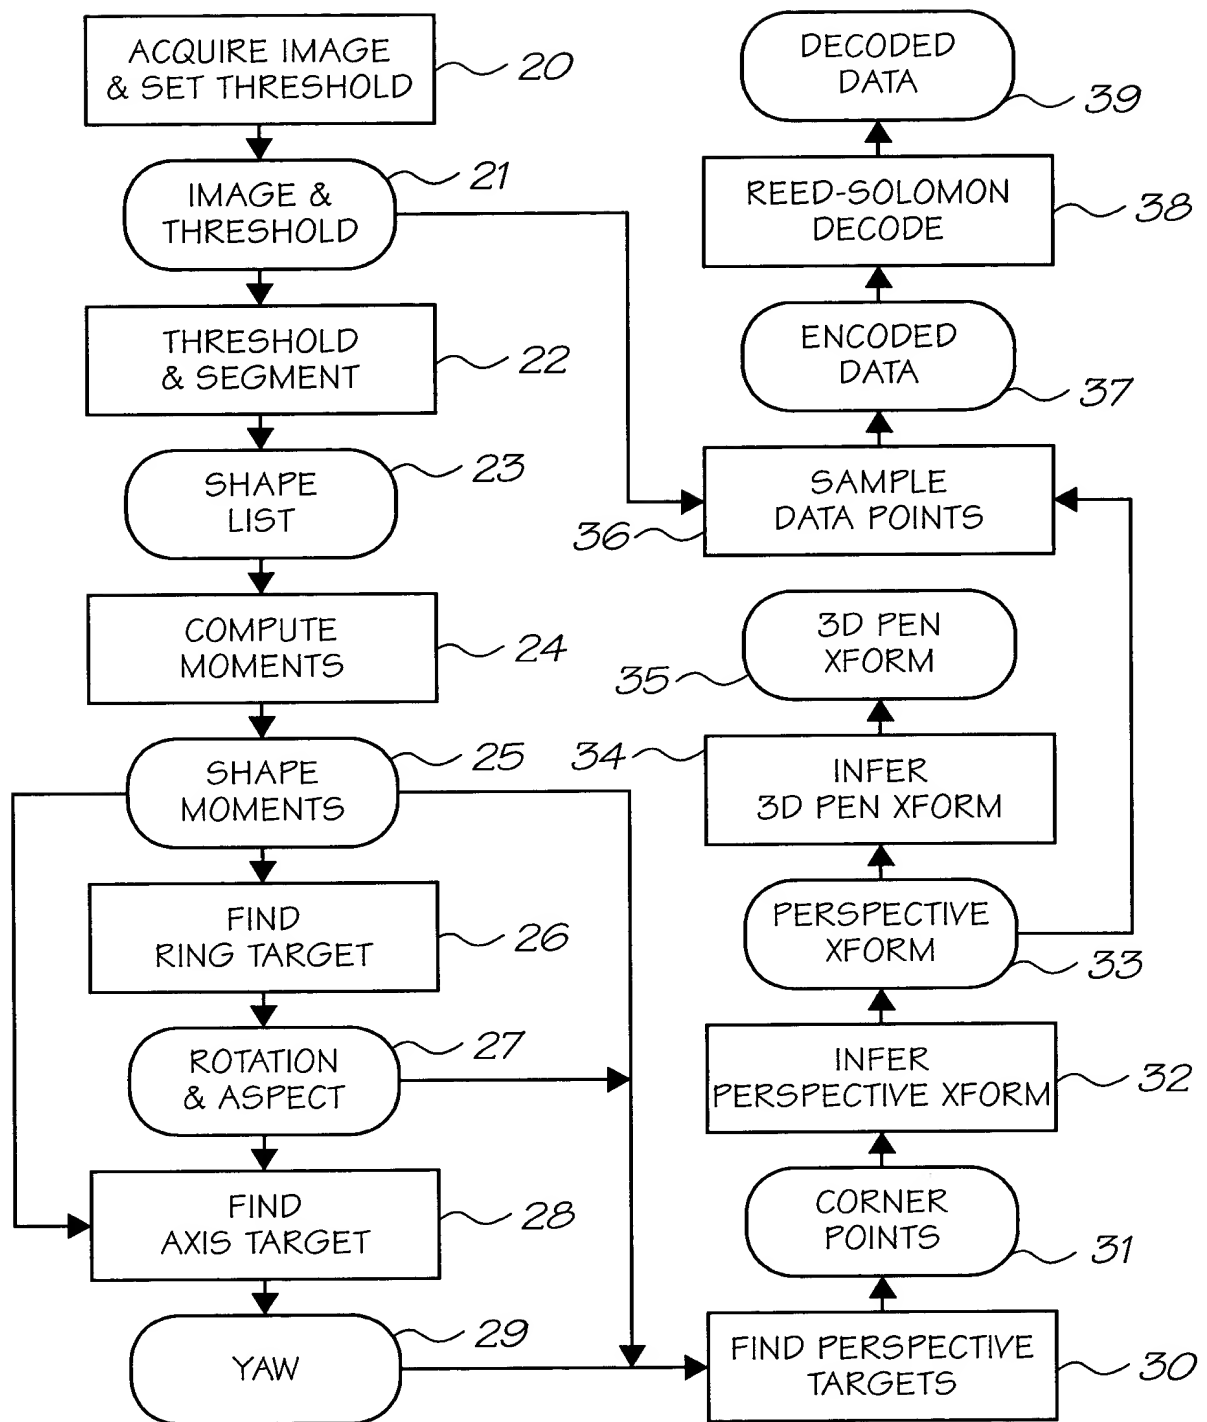 ACQUIRE IMAGE
& SET THRESHOLD
20
IMAGE &
THRESHOLD
21
THRESHOLD
& SEGMENT
22
SHAPE
LIST
23
COMPUTE
MOMENTS
24
SHAPE
MOMENTS
25
FIND
RING TARGET
26
ROTATION
& ASPECT
27
FIND
AXIS TARGET
28
YAW
29
DECODED
DATA
39
REED-SOLOMON
DECODE
38
ENCODED
DATA
37
SAMPLE
DATA POINTS
36
3D PEN
XFORM
35
INFER
3D PEN XFORM
34
PERSPECTIVE
XFORM
33
INFER
PERSPECTIVE XFORM
32
CORNER
POINTS
31
FIND PERSPECTIVE
TARGETS
30